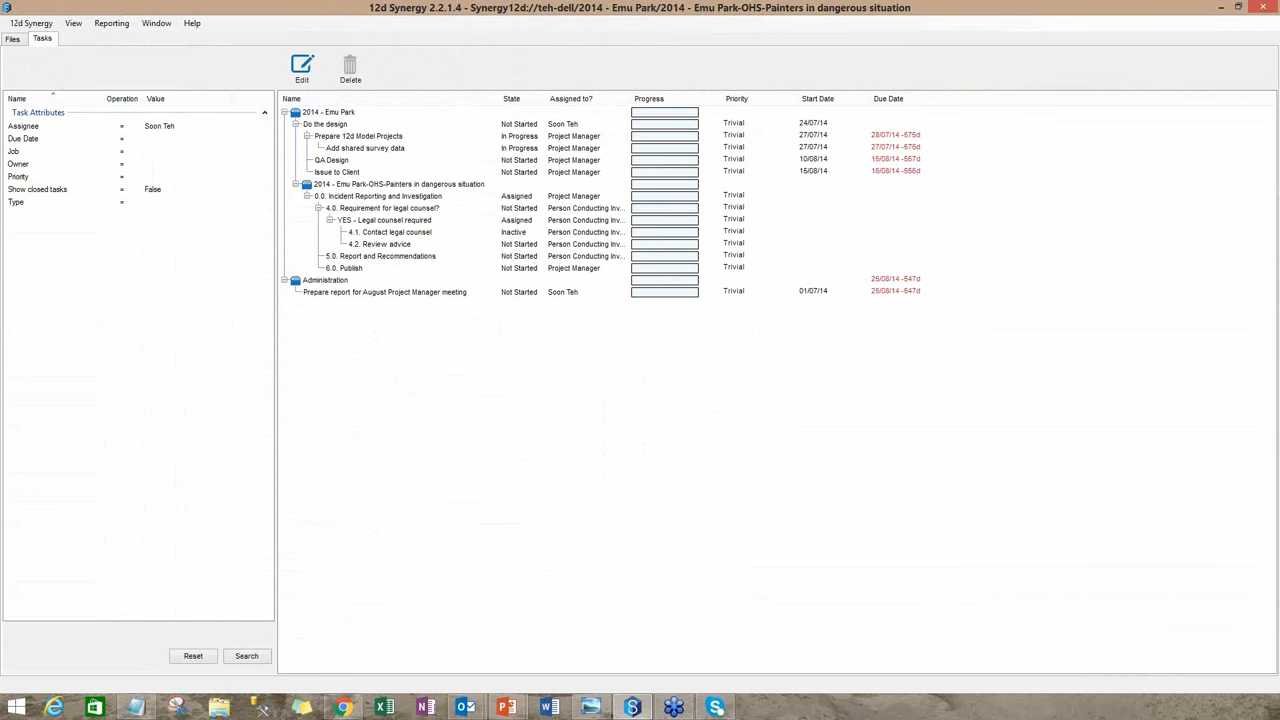 12d Synergy 2.2.1.4 - Synergy12d://teh-dell/2014 - Emu Park/2014 - Emu Park-OHS-Painters in dangerous situation
12d Synergy View Reporting Window Help
Files Tasks
Edit Delete
Name Operation Value
Task Attributes
Assignee = Soon Teh
Due Date =
Job =
Owner =
Priority =
Show closed tasks = False
Type =
Reset Search
Name State Assigned to? Progress Priority Start Date Due Date
2014 - Emu Park
Do the design Not Started Soon Teh Trivial 24/07/14
Prepare 12d Model Projects In Progress Project Manager Trivial 27/07/14 28/07/14 -575d
Add shared survey data In Progress Project Manager Trivial 27/07/14 27/07/14 -576d
QA Design Not Started Project Manager Trivial 10/08/14 15/08/14 -557d
Issue to Client Not Started Project Manager Trivial 15/08/14 16/08/14 -556d
2014 - Emu Park-OHS-Painters in dangerous situation
0.0. Incident Reporting and Investigation Assigned Project Manager Trivial
4.0. Requirement for legal counsel? Not Started Person Conducting Inv... Trivial
YES - Legal counsel required Assigned Person Conducting Inv... Trivial
4.1. Contact legal counsel Inactive Person Conducting Inv... Trivial
4.2. Review advice Not Started Person Conducting Inv... Trivial
5.0. Report and Recommendations Not Started Person Conducting Inv... Trivial
6.0. Publish Not Started Project Manager Trivial
Administration 25/08/14 -547d
Prepare report for August Project Manager meeting Not Started Soon Teh Trivial 01/07/14 25/08/14 -547d